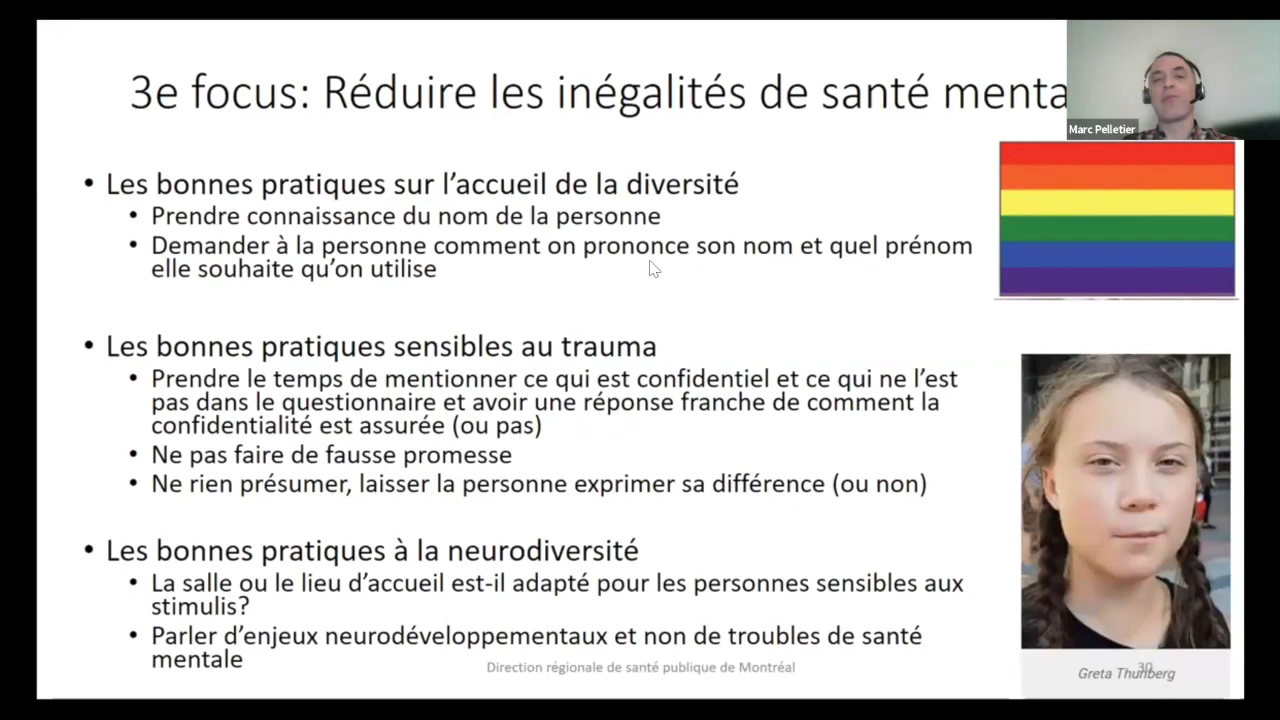 3e focus: Réduire les inégalités de santé menta
Marc Pelletier
• Les bonnes pratiques sur l’accueil de la diversité
• Prendre connaissance du nom de la personne
• Demander à la personne comment on prononce son nom et quel prénom
elle souhaite qu’on utilise
• Les bonnes pratiques sensibles au trauma
• Prendre le temps de mentionner ce qui est confidentiel et ce qui ne l’est
pas dans le questionnaire et avoir une réponse franche de comment la
confidentialité est assurée (ou pas)
• Ne pas faire de fausse promesse
• Ne rien présumer, laisser la personne exprimer sa différence (ou non)
• Les bonnes pratiques à la neurodiversité
• La salle ou le lieu d’accueil est-il adapté pour les personnes sensibles aux
stimulis?
• Parler d’enjeux neurodéveloppementaux et non de troubles de santé
mentale
Direction régionale de santé publique de Montréal
30
Greta Thunberg